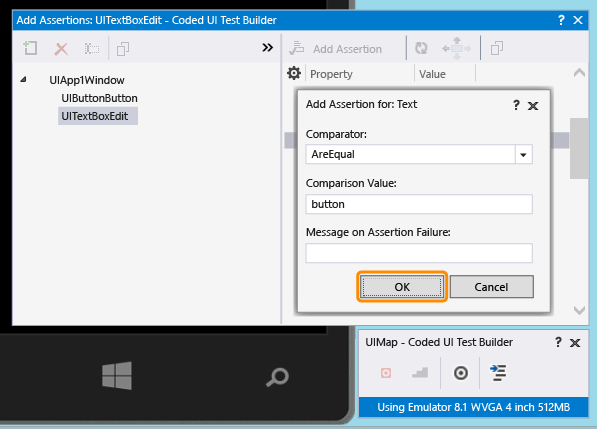 Add Assertions: UITextBoxEdit - Coded UI Test Builder
Add Assertion
UIApp1Window
UIButtonButton
UITextBoxEdit
Property Value
Add Assertion for: Text
Comparator:
AreEqual
Comparison Value:
button
Message on Assertion Failure:
OK Cancel
UIMap - Coded UI Test Builder
Using Emulator 8.1 WVGA 4 inch 512MB